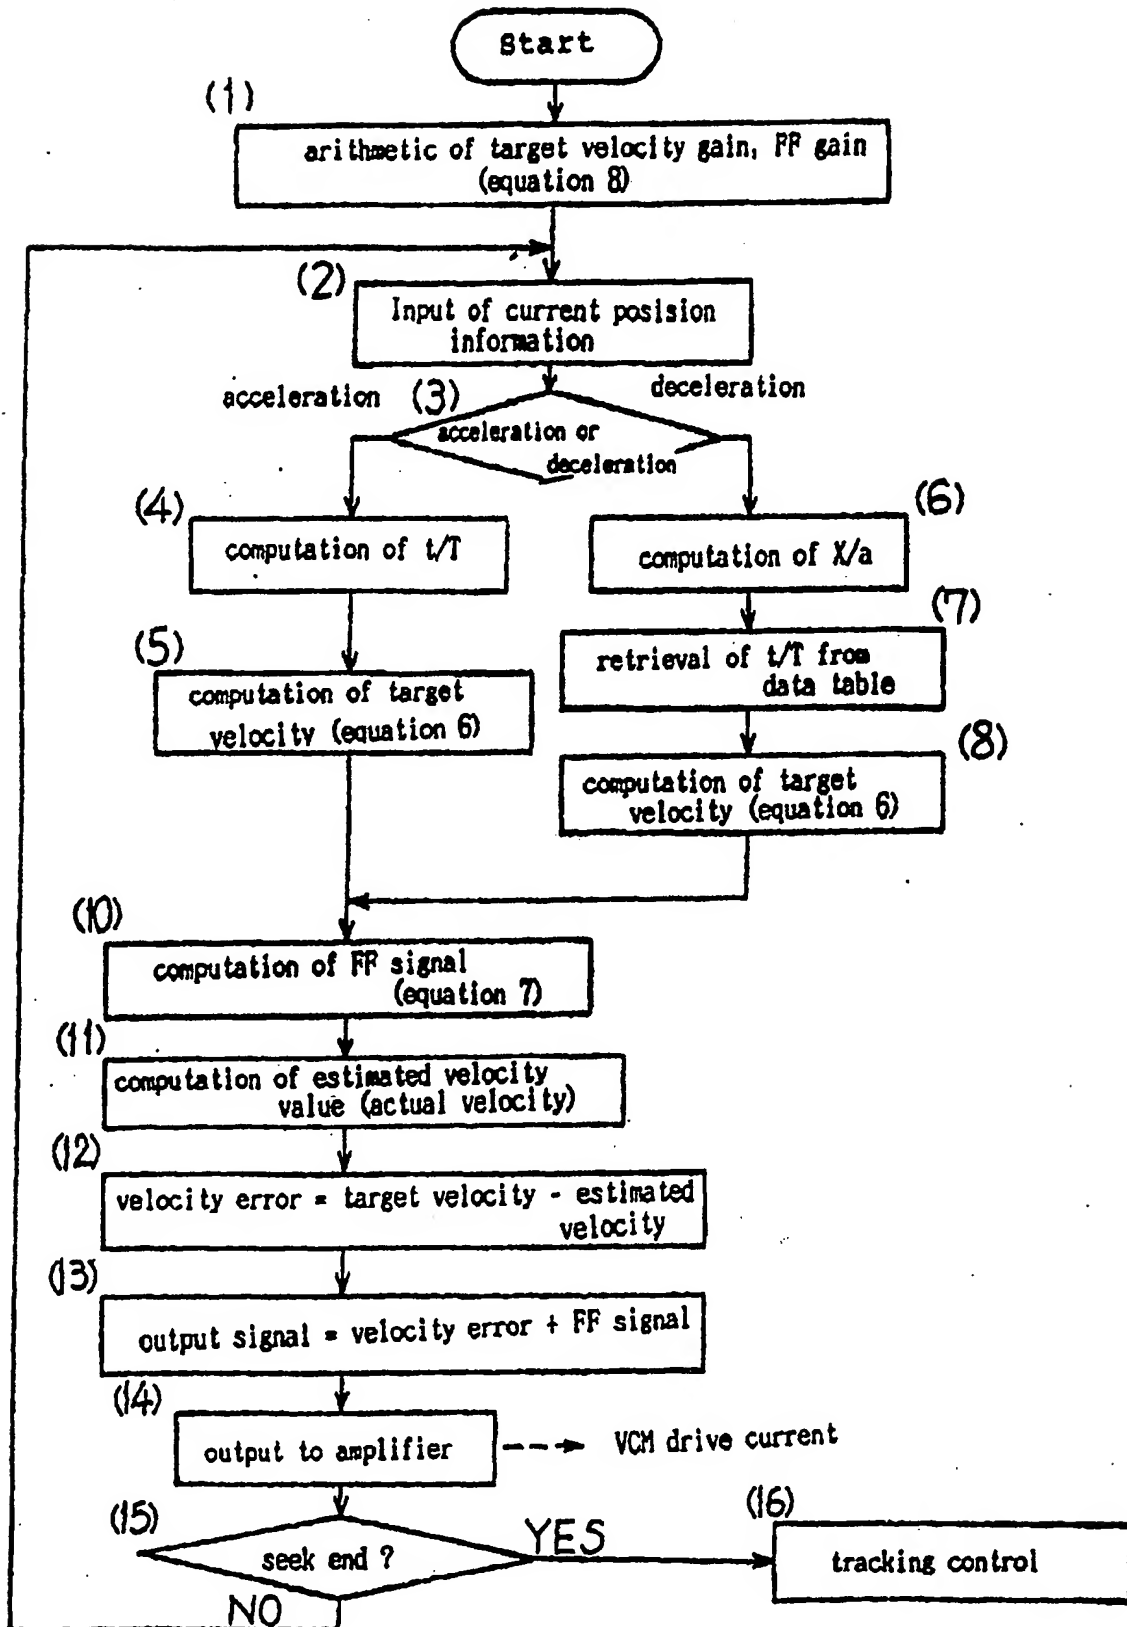 Start
(1)
arithmetic of target velocity gain, FF gain
(equation 8)
(2)
Input of current posision
information
acceleration
(3)
deceleration
acceleration or
deceleration
(4)
computation of t/T
(6)
computation of X/a
(5)
computation of target
velocity (equation 6)
(7)
retrieval of t/T from
data table
(8)
computation of target
velocity (equation 6)
(10)
computation of FF signal
(equation 7)
(11)
computation of estimated velocity
value (actual velocity)
(12)
velocity error = target velocity - estimated
velocity
(13)
output signal = velocity error + FF signal
(14)
output to amplifier
VCM drive current
(15)
seek end ?
YES
(16)
tracking control
NO